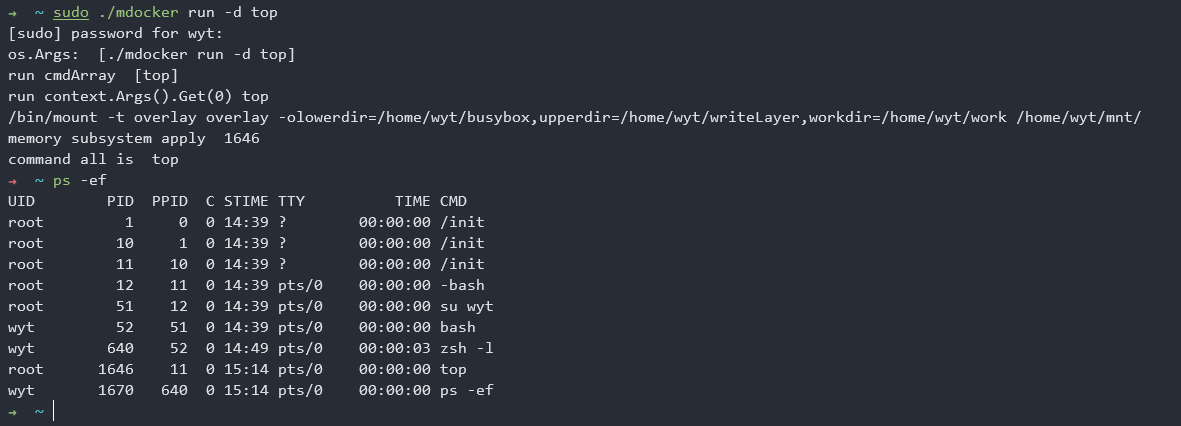 → ~ sudo ./mdocker run -d top
[sudo] password for wyt:
os.Args:  [./mdocker run -d top]
run cmdArray  [top]
run context.Args().Get(0) top
/bin/mount -t overlay overlay -olowerdir=/home/wyt/busybox,upperdir=/home/wyt/writeLayer,workdir=/home/wyt/work /home/wyt/mnt/
memory subsystem apply  1646
command all is  top
→ ~ ps -ef
UID        PID  PPID  C STIME TTY          TIME CMD
root         1     0  0 14:39 ?        00:00:00 /init
root        10     1  0 14:39 ?        00:00:00 /init
root        11    10  0 14:39 ?        00:00:00 /init
root        12    11  0 14:39 pts/0    00:00:00 -bash
root        51    12  0 14:39 pts/0    00:00:00 su wyt
wyt         52    51  0 14:39 pts/0    00:00:00 bash
wyt        640    52  0 14:49 pts/0    00:00:03 zsh -l
root      1646    11  0 15:14 pts/0    00:00:00 top
wyt       1670   640  0 15:14 pts/0    00:00:00 ps -ef
→ ~